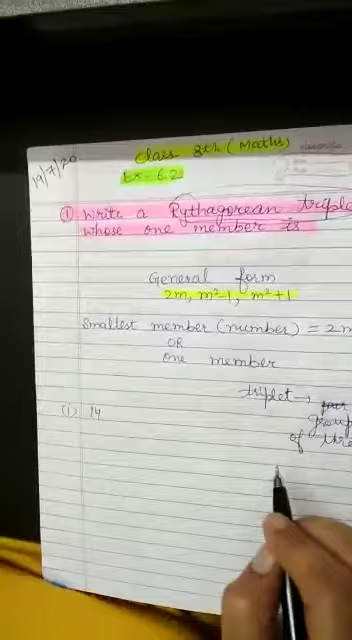 19/7/20
Class 8th (Maths)
Ex - 6.2
① Write a Pythagorean triple
whose one member is
General form
2m, m²-1, m²+1
Smallest member (number) = 2m
OR
one member
triplet →
group
of three
(i) 14